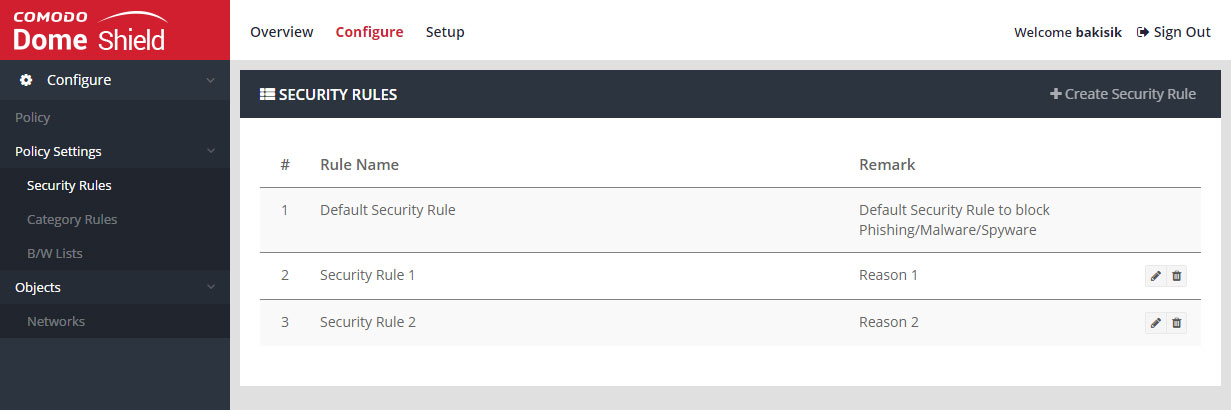 COMODO
Dome Shield
Overview Configure Setup
Welcome bakisik Sign Out
Configure
Policy
Policy Settings
Security Rules
Category Rules
B/W Lists
Objects
Networks
SECURITY RULES
Create Security Rule
# Rule Name Remark
1 Default Security Rule Default Security Rule to block
Phishing/Malware/Spyware
2 Security Rule 1 Reason 1
3 Security Rule 2 Reason 2